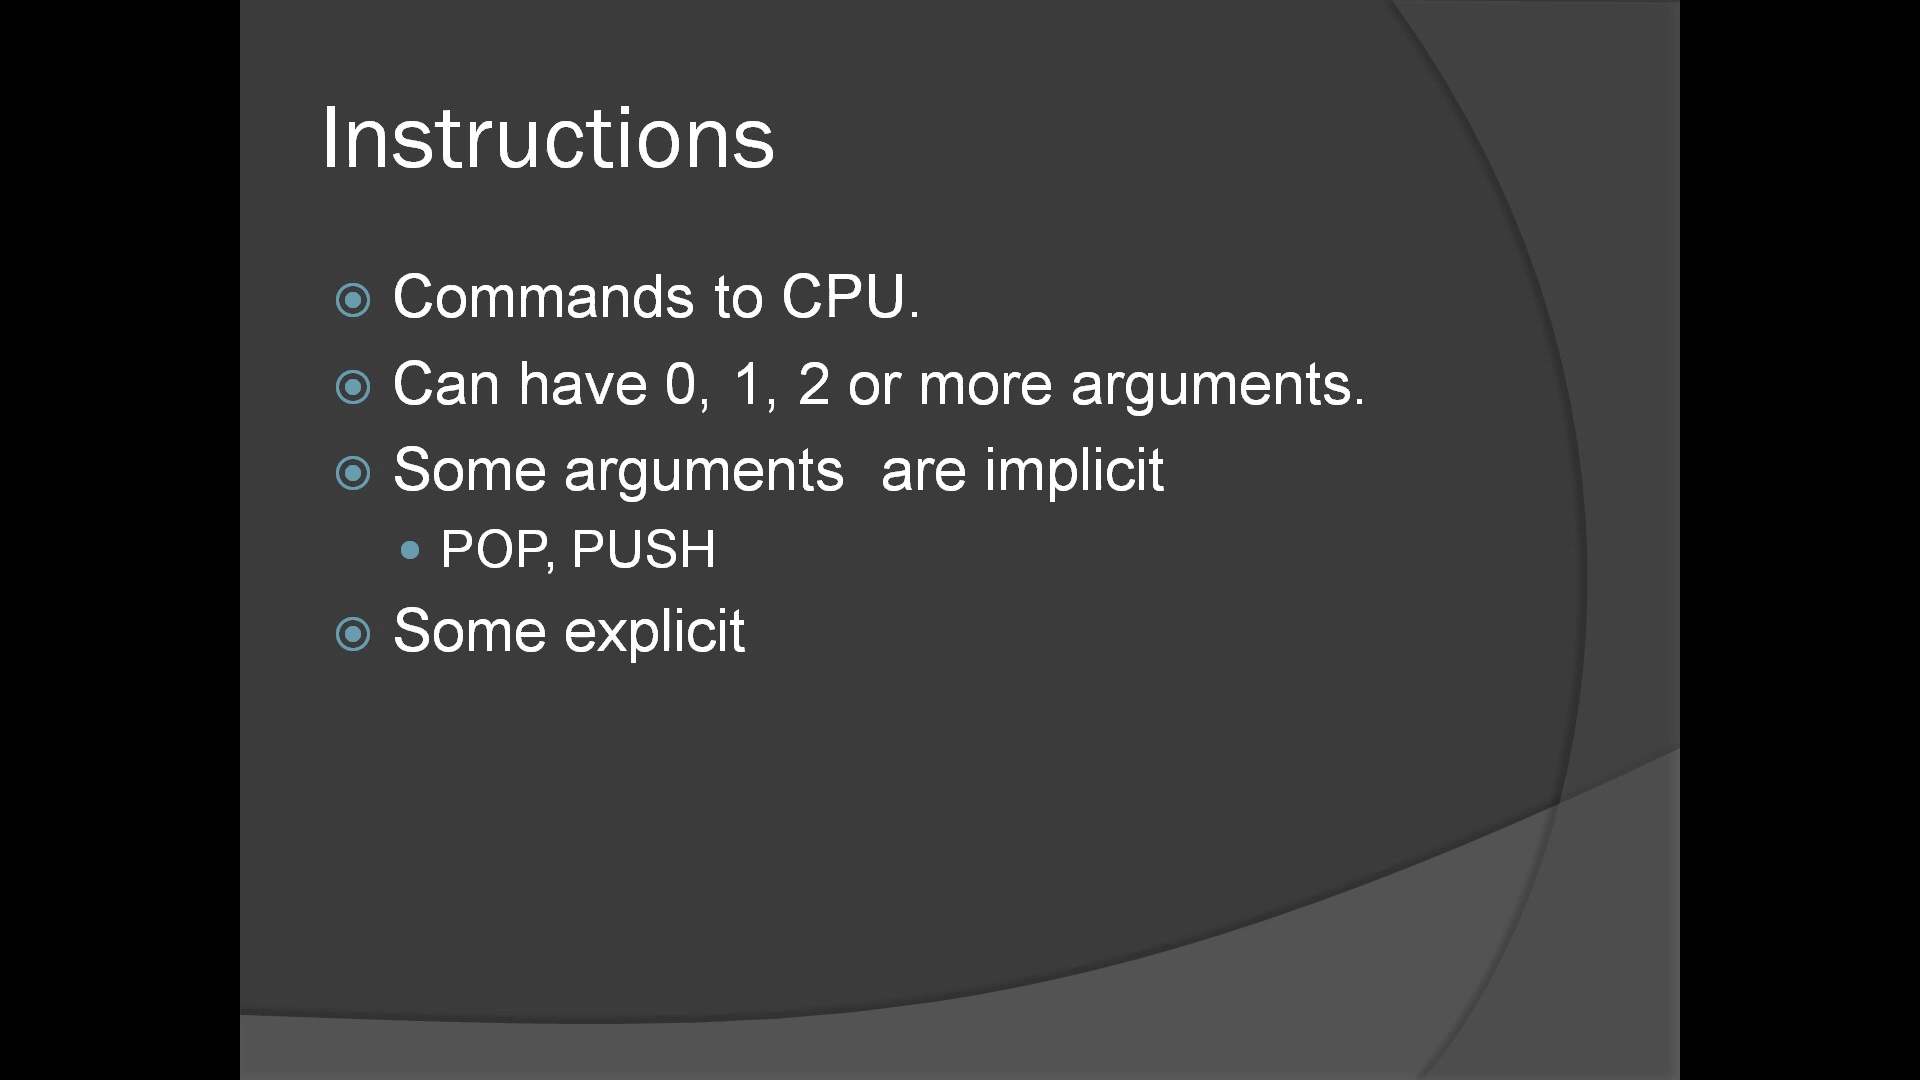 Instructions
Commands to CPU.
Can have 0, 1, 2 or more arguments.
Some arguments  are implicit
POP, PUSH
Some explicit